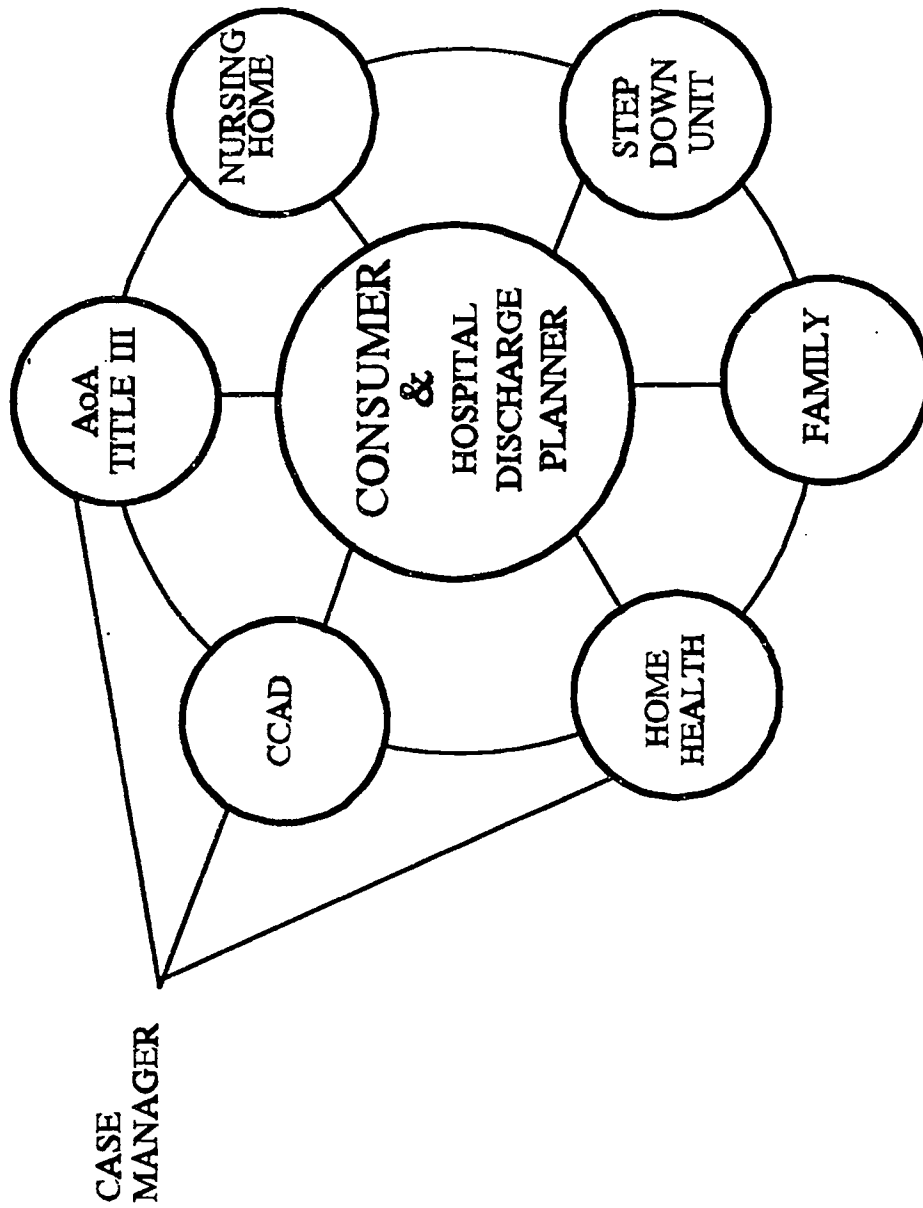 CASE
MANAGER
AoA
TITLE III
CCAD
NURSING
HOME
CONSUMER
&
HOSPITAL
DISCHARGE
PLANNER
HOME
HEALTH
STEP
DOWN
UNIT
FAMILY